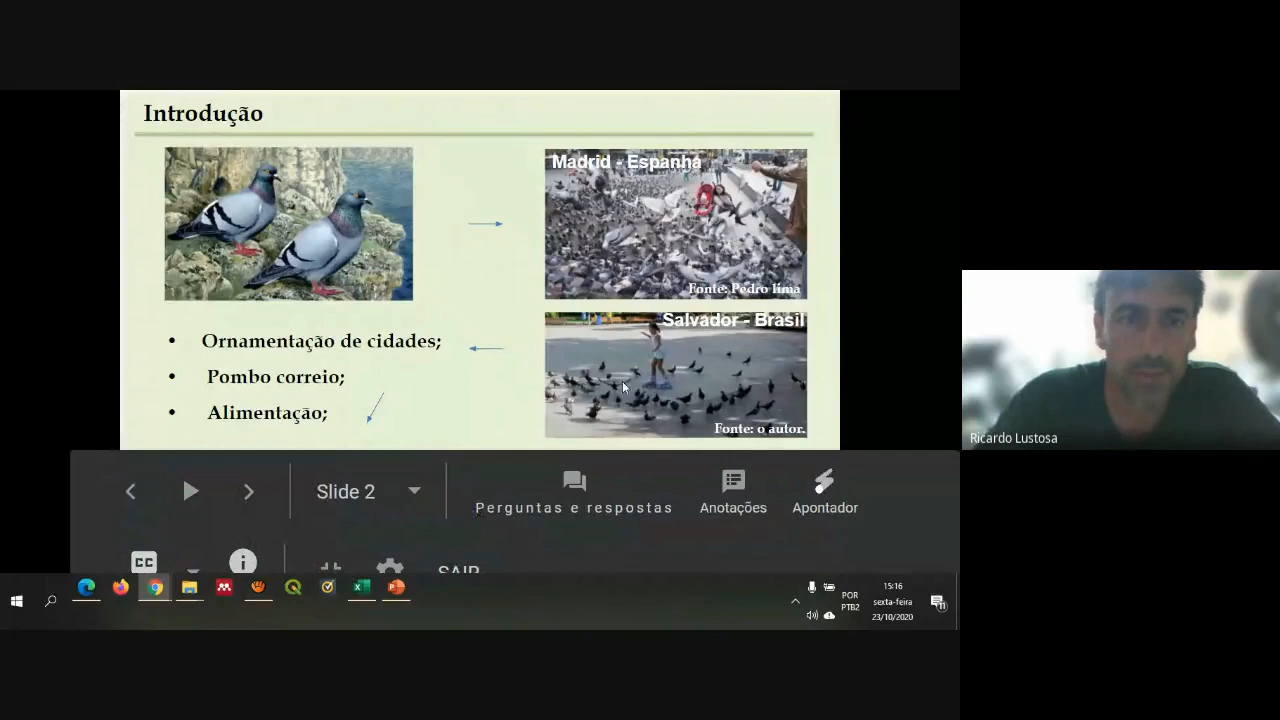 Introdução
Madrid - Espanha
Fonte: Pedro lima
Salvador - Brasil
Fonte: o autor.
• Ornamentação de cidades;
• Pombo correio;
• Alimentação;
Ricardo Lustosa
Slide 2
Perguntas e respostas
Anotações
Apontador
CC
SAIR
POR
PTB2
15:16
sexta-feira
23/10/2020
11